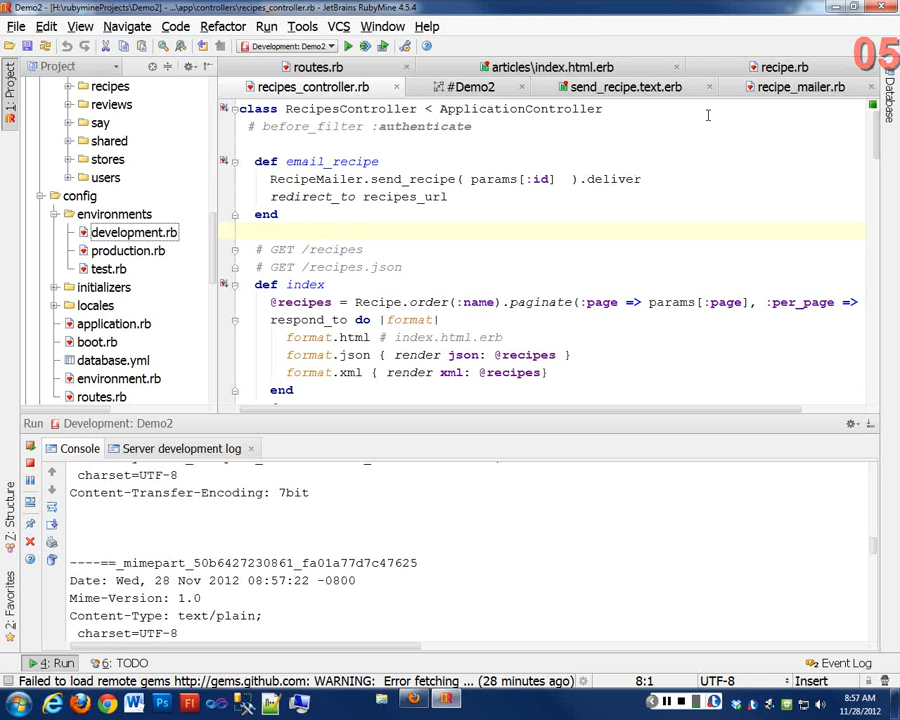 Demo2 - [H:\rubymineProjects\Demo2] - ...\app\controllers\recipes_controller.rb - JetBrains RubyMine 4.5.4
File Edit View Navigate Code Refactor Run Tools VCS Window Help
05
Development: Demo2
1: Project
Project
routes.rb
articles\index.html.erb
recipe.rb
recipes_controller.rb
#Demo2
send_recipe.text.erb
recipe_mailer.rb
Database
recipes
reviews
say
shared
stores
users
config
environments
development.rb
production.rb
test.rb
initializers
locales
application.rb
boot.rb
database.yml
environment.rb
routes.rb
class RecipesController < ApplicationController
# before_filter :authenticate
def email_recipe
RecipeMailer.send_recipe( params[:id] ).deliver
redirect_to recipes_url
end
# GET /recipes
# GET /recipes.json
def index
@recipes = Recipe.order(:name).paginate(:page => params[:page], :per_page =>
respond_to do |format|
format.html # index.html.erb
format.json { render json: @recipes }
format.xml { render xml: @recipes}
end
Run Development: Demo2
Console
Server development log
charset=UTF-8
Content-Transfer-Encoding: 7bit
----==_mimepart_50b6427230861_fa01a77d7c47625
Date: Wed, 28 Nov 2012 08:57:22 -0800
Mime-Version: 1.0
Content-Type: text/plain;
charset=UTF-8
Z: Structure
2: Favorites
4: Run
6: TODO
Event Log
Failed to load remote gems http://gems.github.com: WARNING: Error fetching ... (28 minutes ago)
8:1
UTF-8
Insert
8:57 AM
11/28/2012